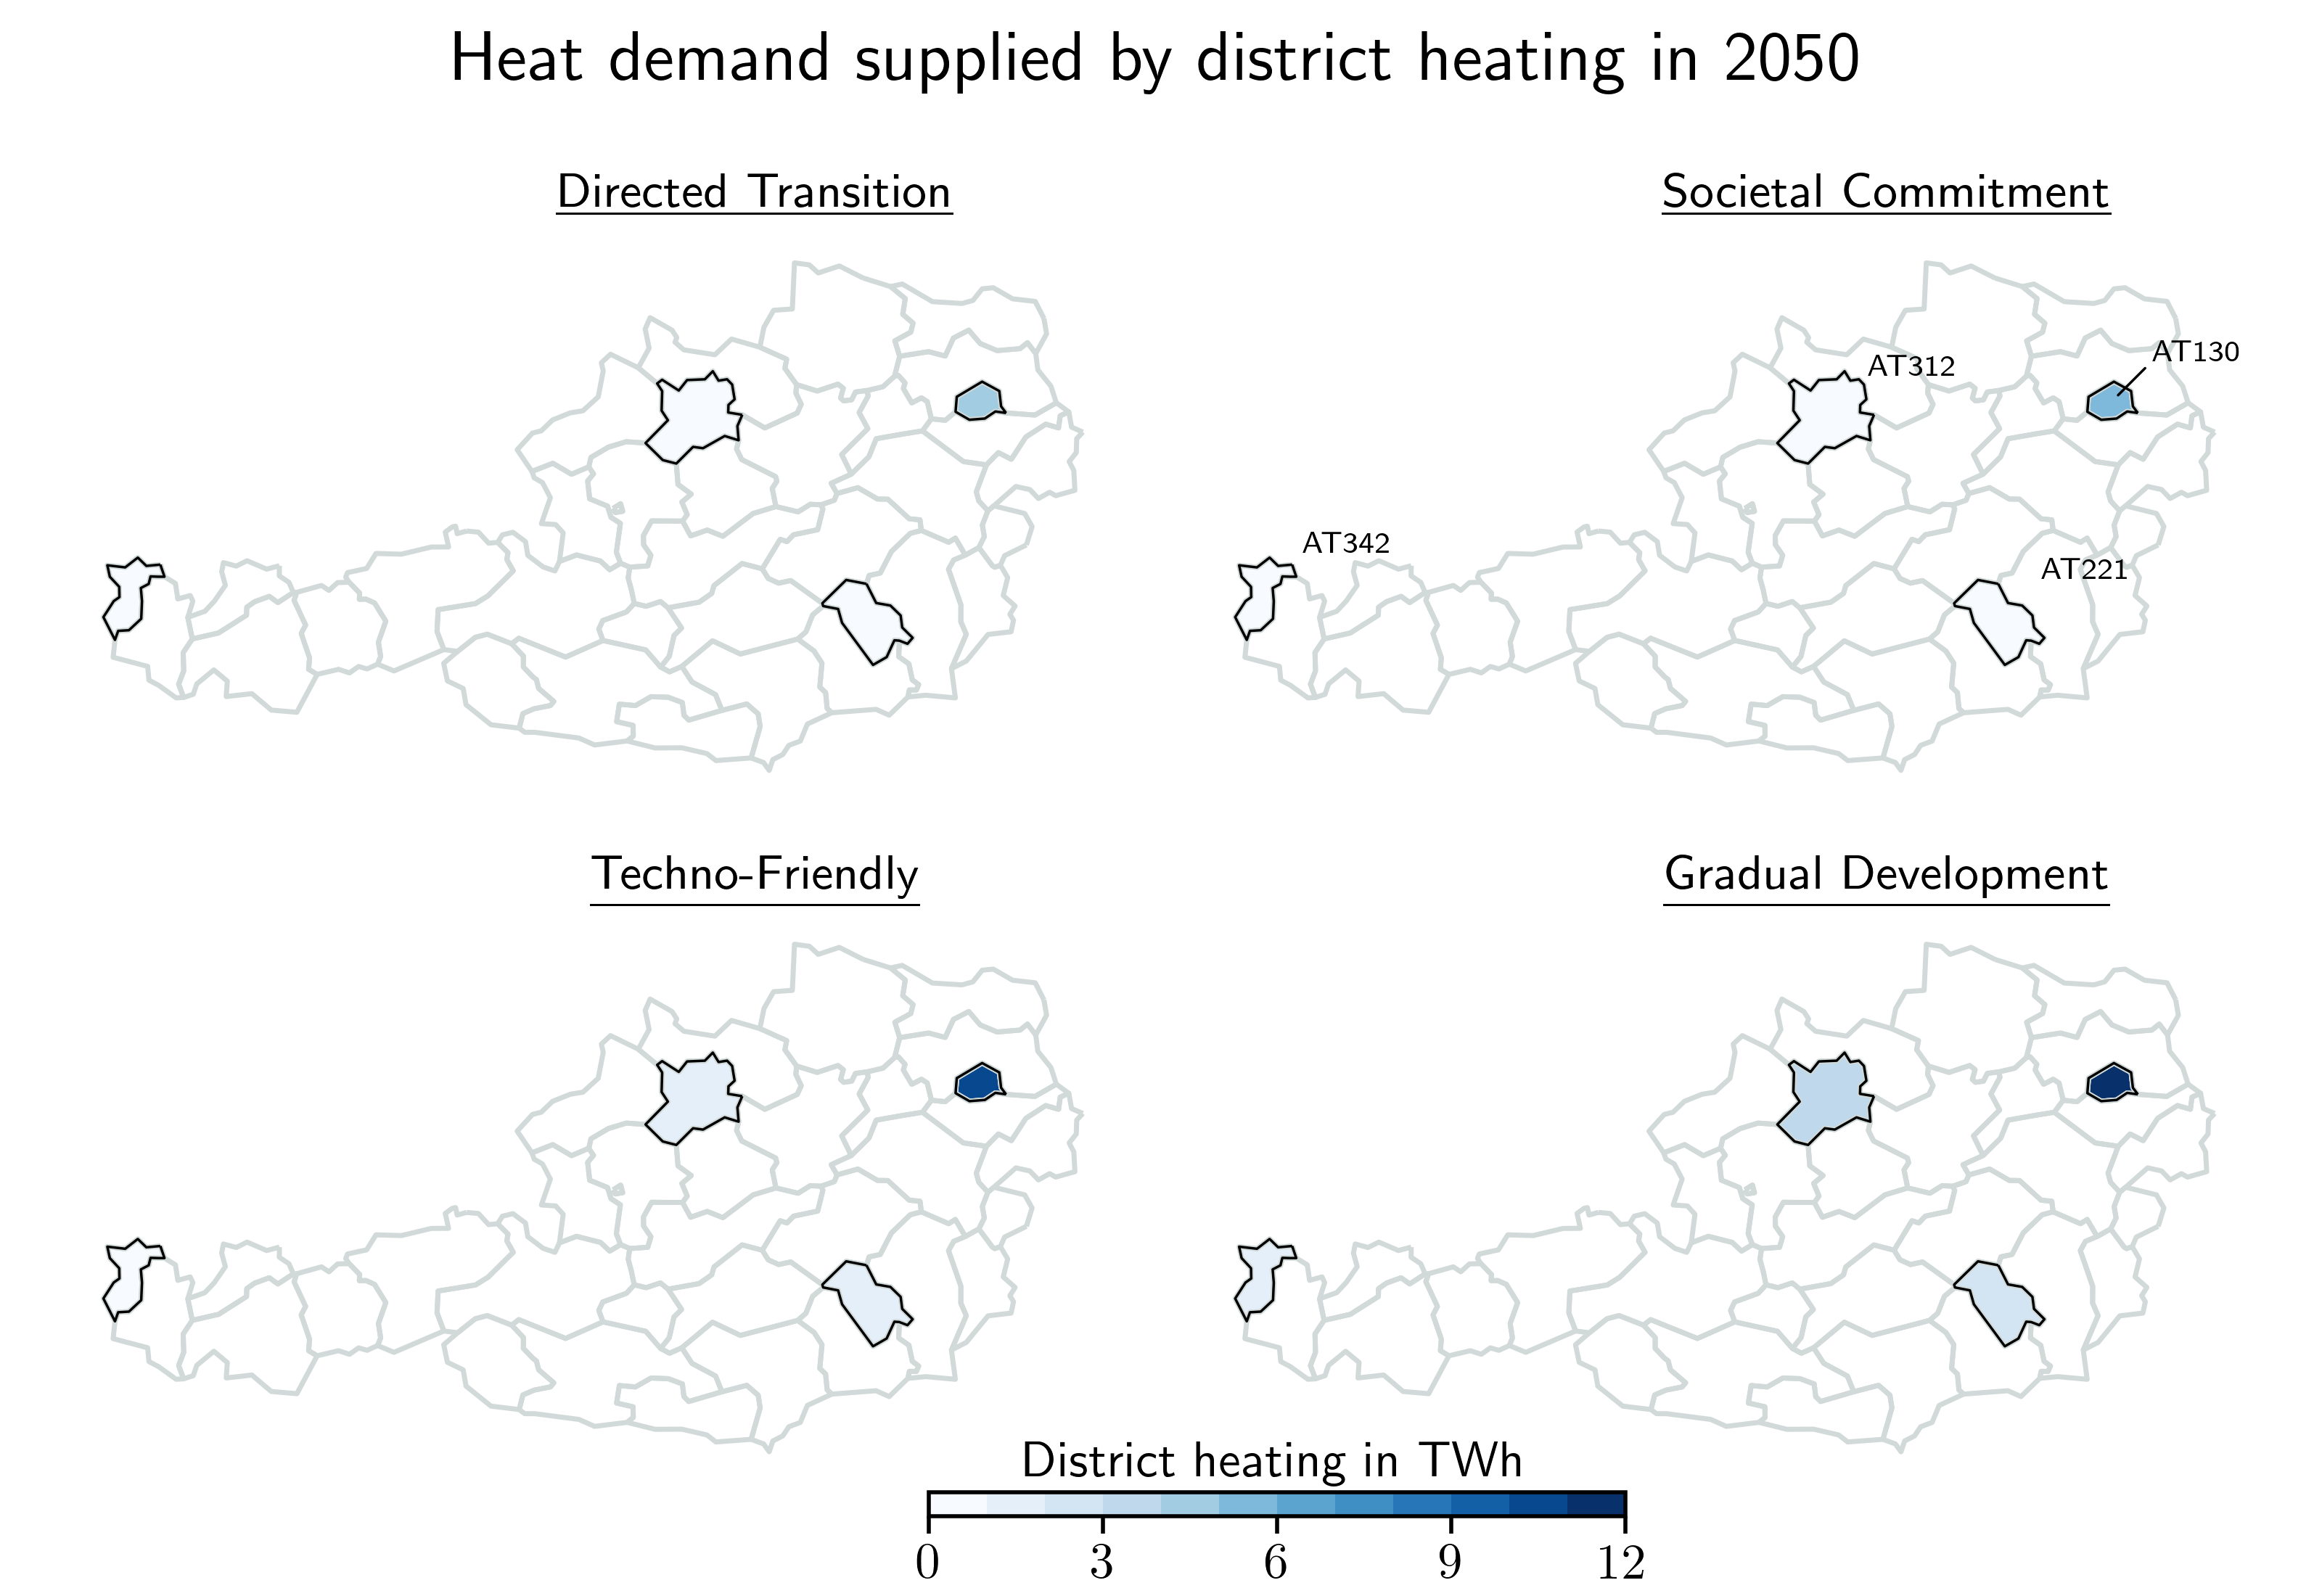 Heat demand supplied by district heating in 2050
Directed Transition
Societal Commitment
AT312
AT130
AT342
AT221
Techno-Friendly
Gradual Development
District heating in TWh
0 3 6 9 12